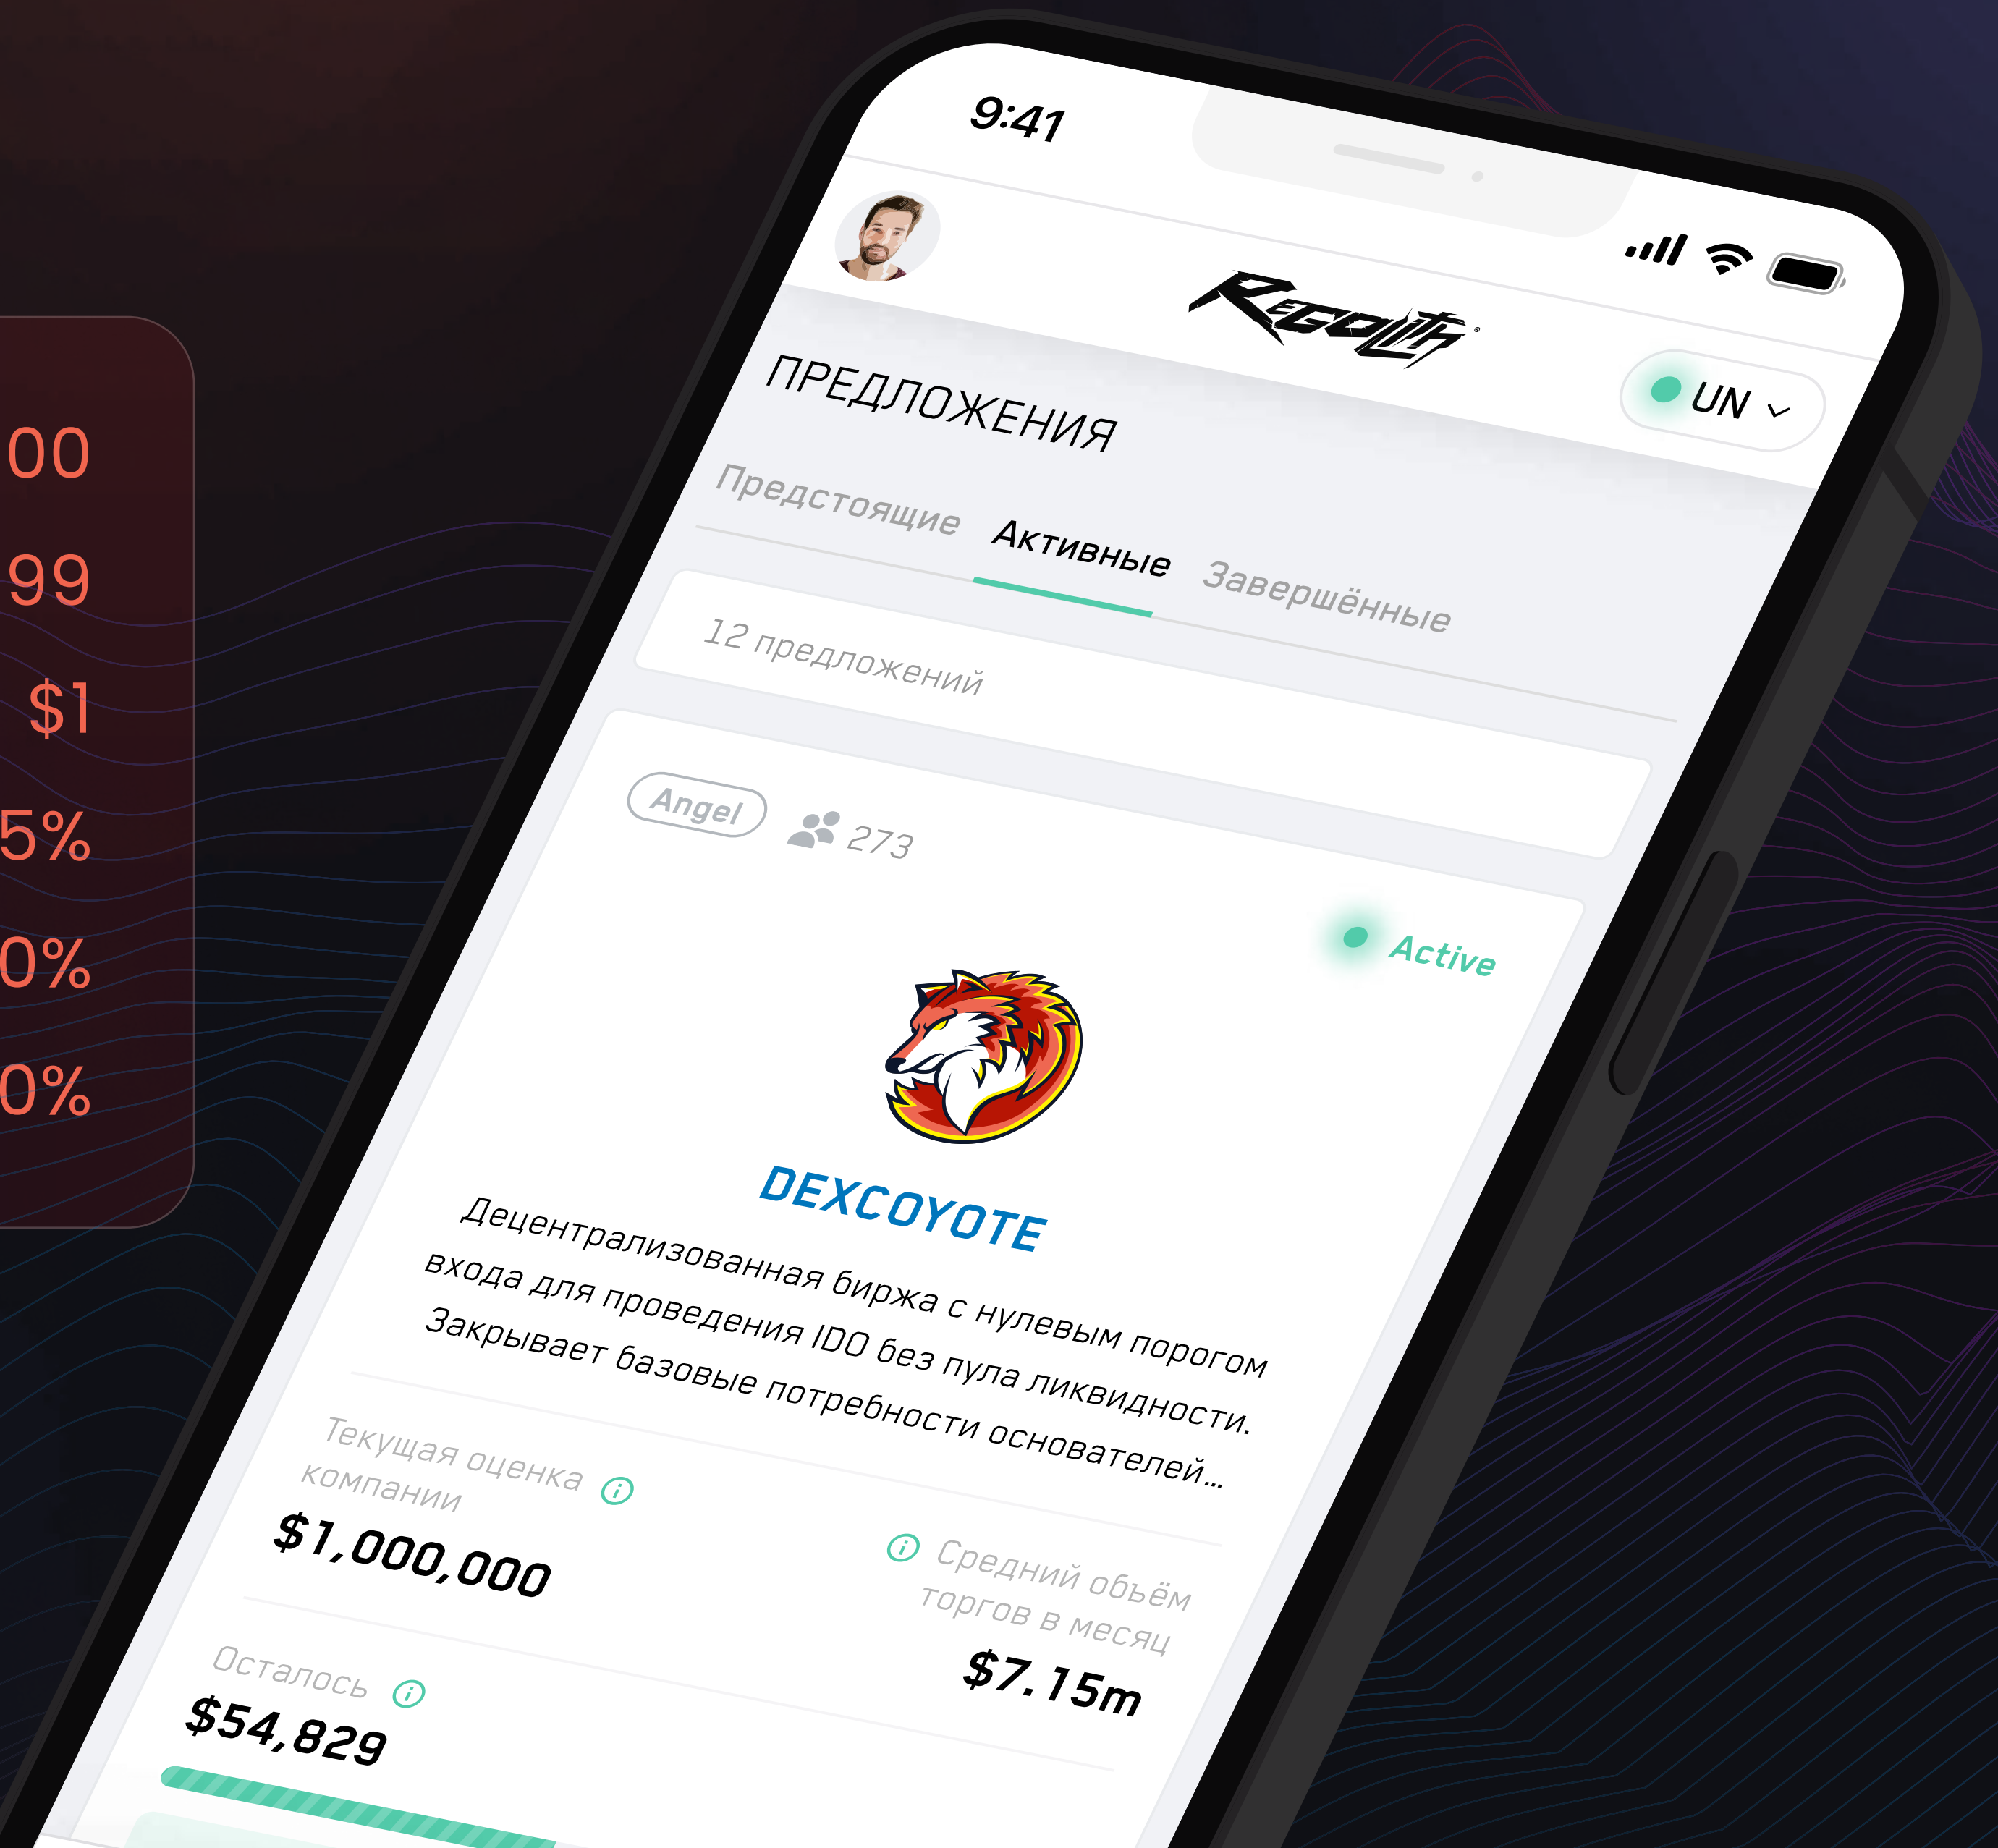 00
99
$1
5%
0%
0%
9:41
REGOLITH®
UN
ПРЕДЛОЖЕНИЯ
Предстоящие Активные Завершённые
12 предложений
Angel 273
Active
DEXCOYOTE
Децентрализованная биржа с нулевым порогом
входа для проведения IDO без пула ликвидности.
Закрывает базовые потребности основателей...
Текущая оценка
компании
$1,000,000
Средний объём
торгов в месяц
$7.15m
Осталось
$54,829